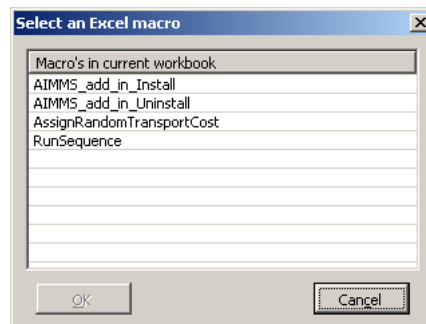 Select an Excel macro
Macro's in current workbook
AIMMS_add_in_Install
AIMMS_add_in_Uninstall
AssignRandomTransportCost
RunSequence
OK
Cancel